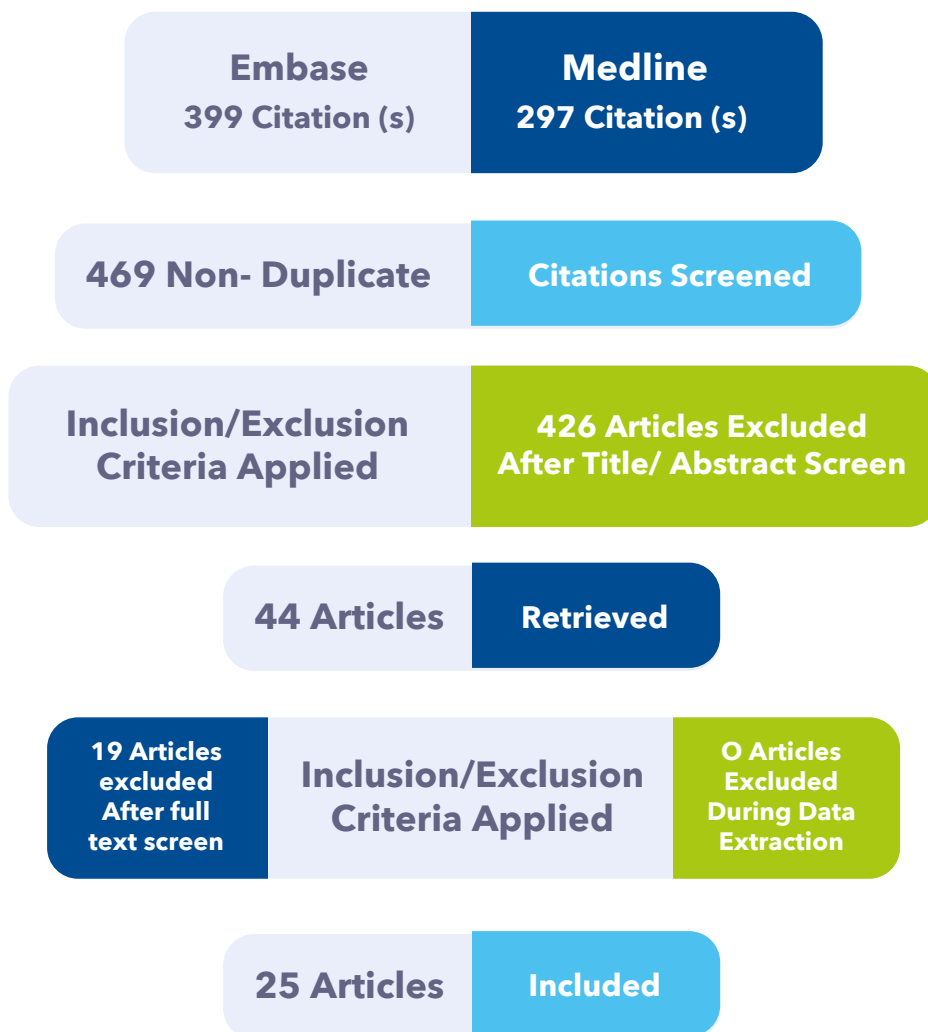 Embase
399 Citation (s)
Medline
297 Citation (s)
469 Non- Duplicate
Citations Screened
Inclusion/Exclusion
Criteria Applied
426 Articles Excluded
After Title/ Abstract Screen
44 Articles
Retrieved
19 Articles
excluded
After full
text screen
Inclusion/Exclusion
Criteria Applied
O Articles
Excluded
During Data
Extraction
25 Articles
Included